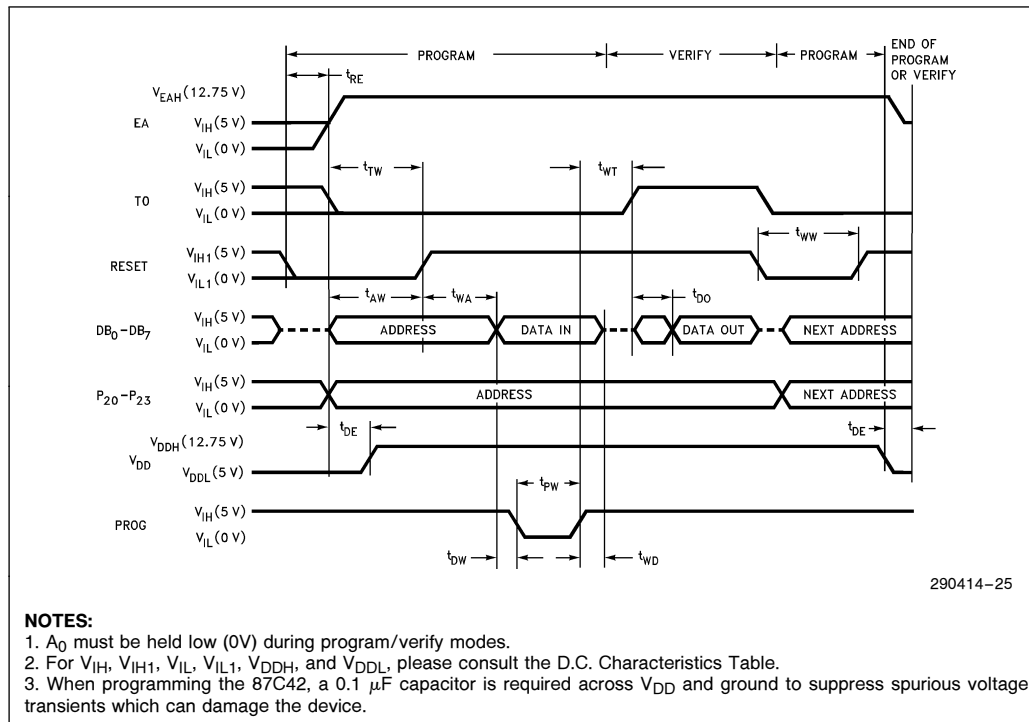 PROGRAM VERIFY PROGRAM END OF
PROGRAM
OR VERIFY
tRE
VEAH (12.75 V)
EA VIH (5 V)
VIL (0 V)
tTW tWT
VIH (5 V)
T0
VIL (0 V)
tWW
VIH1 (5 V)
RESET
VIL1 (0 V)
tAW tWA tDO
VIH (5 V)
DB0-DB7 ADDRESS DATA IN DATA OUT NEXT ADDRESS
VIL (0 V)
VIH (5 V)
P20-P23 ADDRESS NEXT ADDRESS
VIL (0 V)
tDE tDE
VDDH (12.75 V)
VDD
VDDL (5 V)
tPW
VIH (5 V)
PROG
VIL (0 V)
tDW tWD
290414-25
NOTES:
1. A0 must be held low (0V) during program/verify modes.
2. For VIH, VIH1, VIL, VIL1, VDDH, and VDDL, please consult the D.C. Characteristics Table.
3. When programming the 87C42, a 0.1 μF capacitor is required across VDD and ground to suppress spurious voltage
transients which can damage the device.